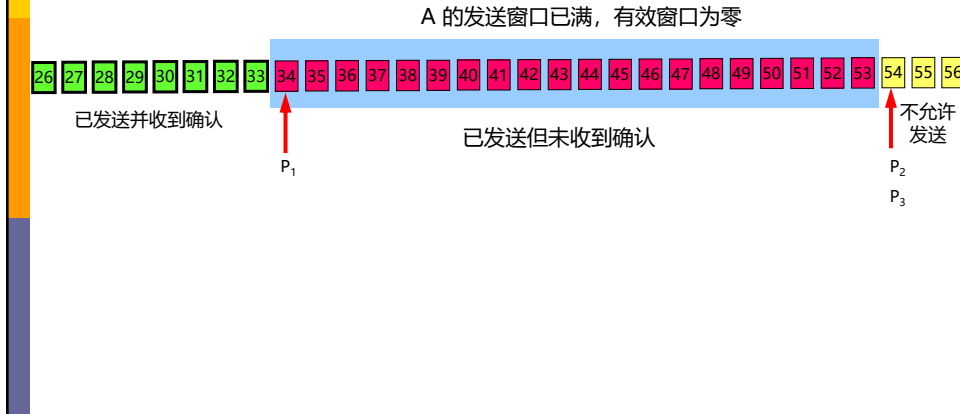 A 的发送窗口已满，有效窗口为零
26 27 28 29 30 31 32 33 34 35 36 37 38 39 40 41 42 43 44 45 46 47 48 49 50 51 52 53 54 55 56
已发送并收到确认
已发送但未收到确认
不允许
发送
P1
P2
P3